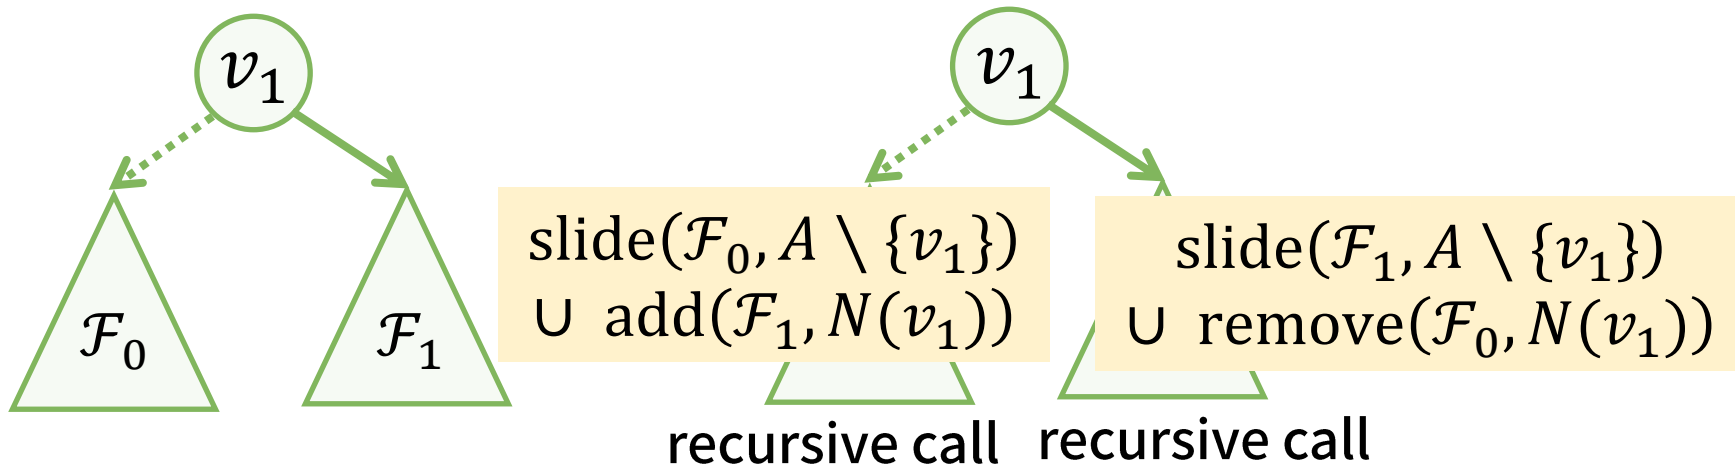 𝑣₁
ℱ₀
ℱ₁
𝑣₁
slide(ℱ₀, 𝐴 \ {𝑣₁})
∪ add(ℱ₁, 𝑁(𝑣₁))
slide(ℱ₁, 𝐴 \ {𝑣₁})
∪ remove(ℱ₀, 𝑁(𝑣₁))
recursive call
recursive call